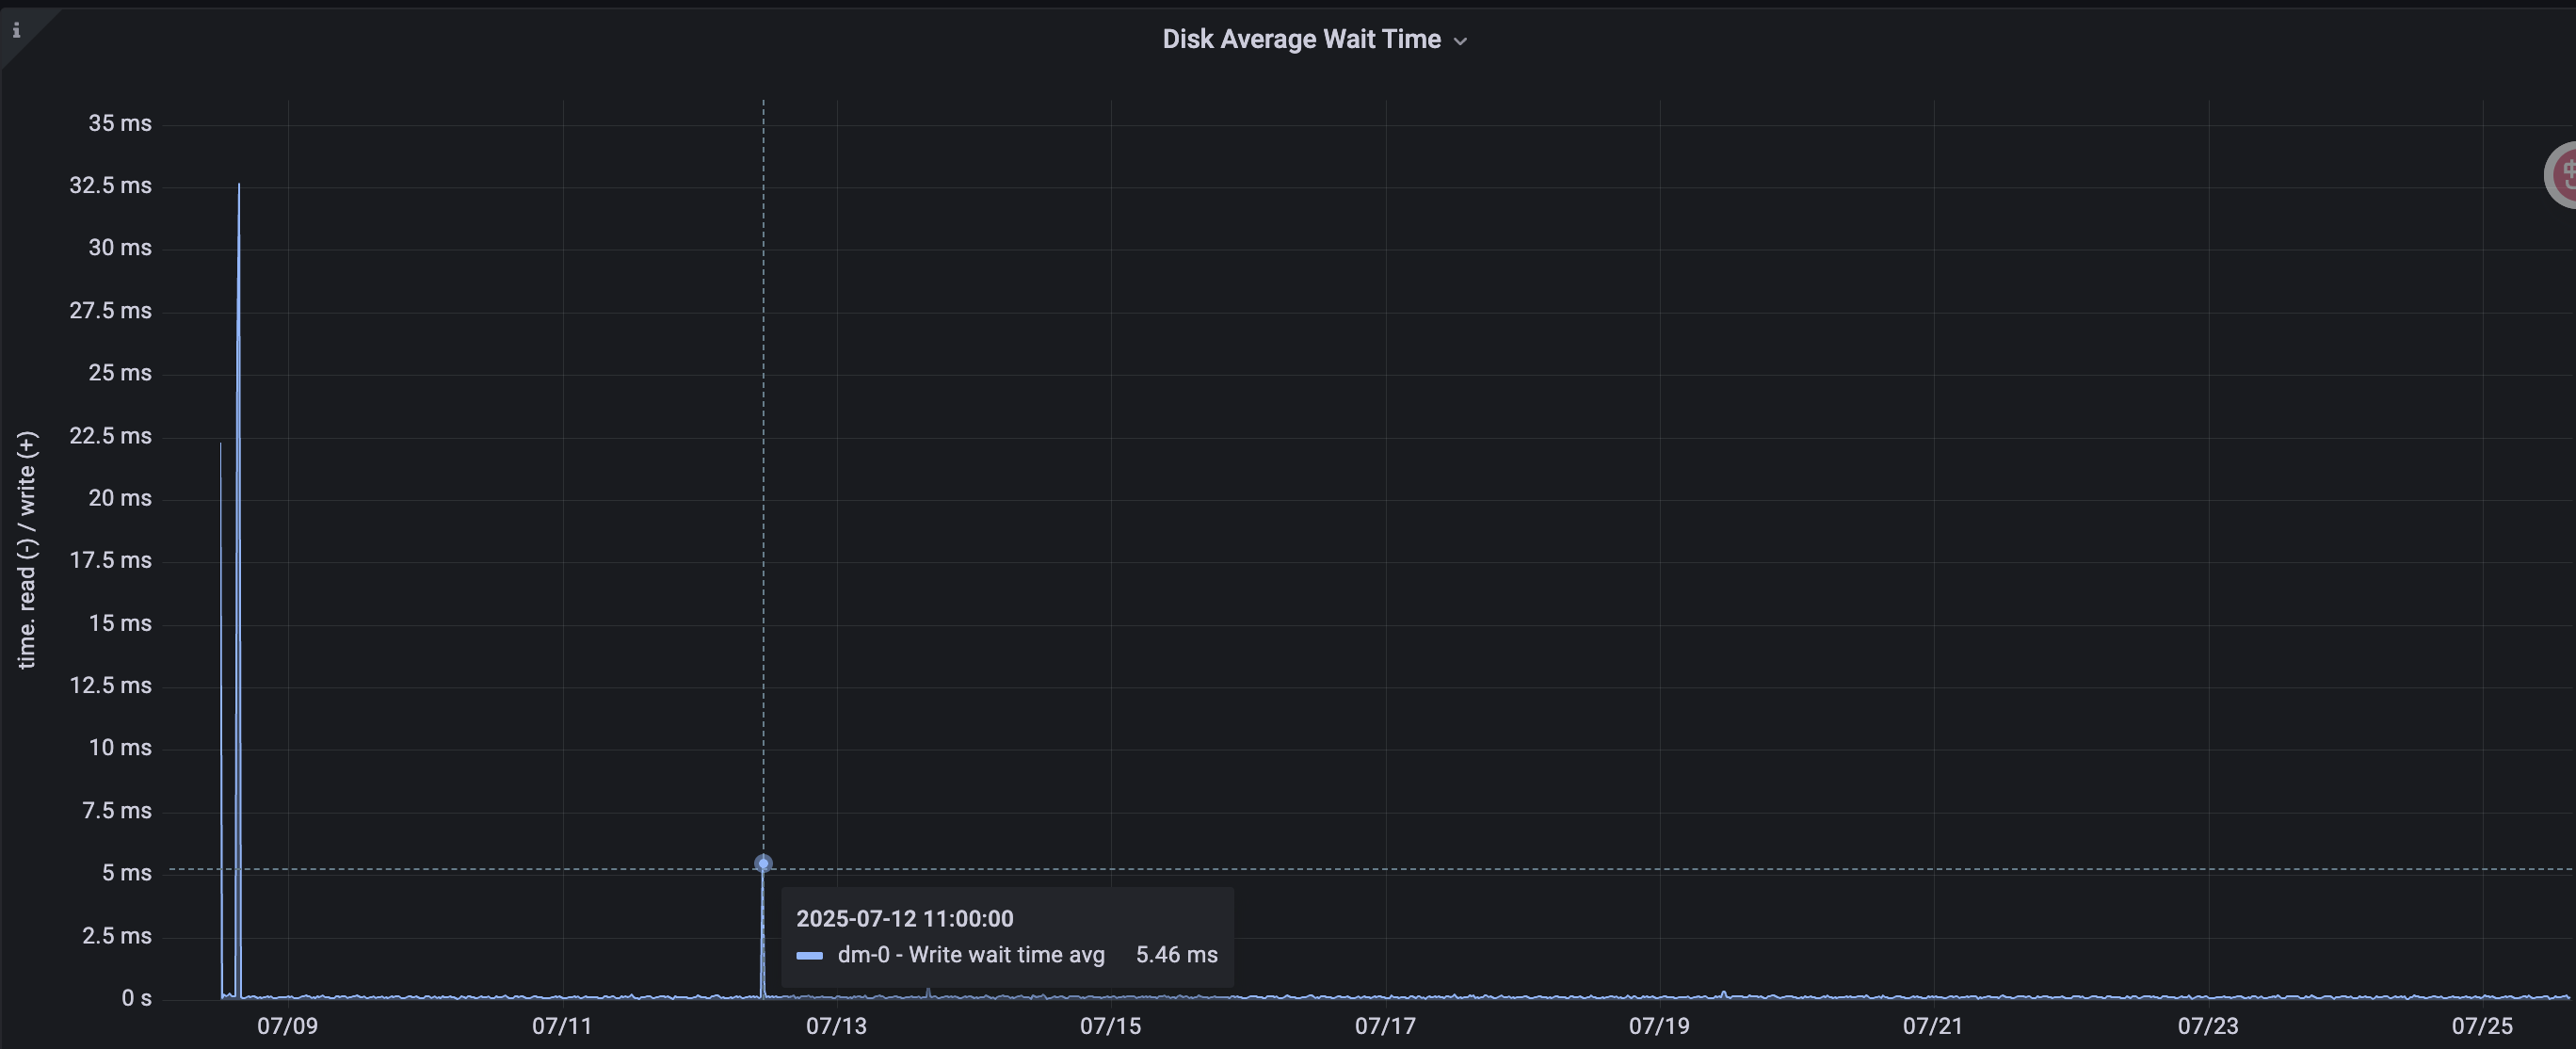 i
Disk Average Wait Time
time. read (-) / write (+)
35 ms
32.5 ms
30 ms
27.5 ms
25 ms
22.5 ms
20 ms
17.5 ms
15 ms
12.5 ms
10 ms
7.5 ms
5 ms
2.5 ms
0 s
2025-07-12 11:00:00
dm-0 - Write wait time avg 5.46 ms
07/09 07/11 07/13 07/15 07/17 07/19 07/21 07/23 07/25